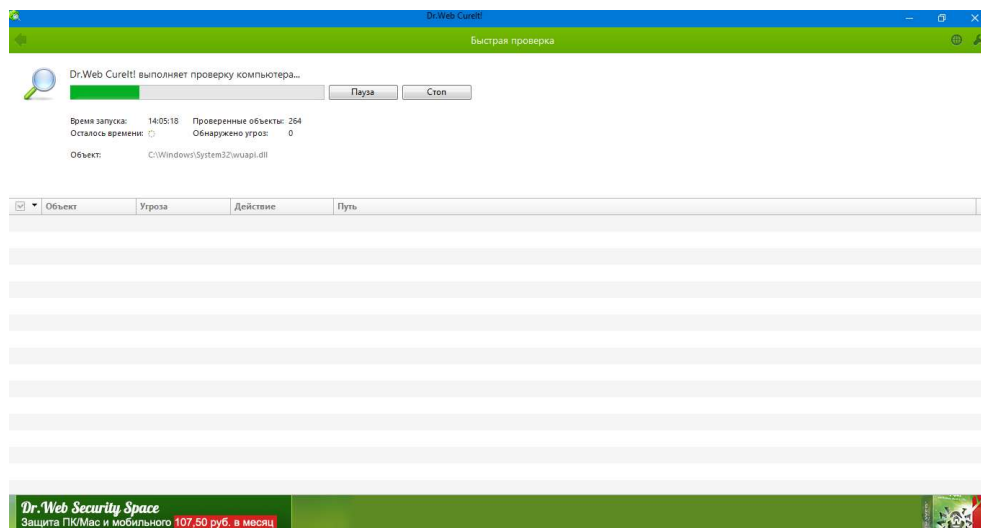 Dr.Web CureIt!
Быстрая проверка
Dr.Web CureIt! выполняет проверку компьютера...
Пауза Стоп
Время запуска: 14:05:18 Проверенные объекты: 264
Осталось времени: Обнаружено угроз: 0
Объект: C:\Windows\System32\wuapi.dll
Объект Угроза Действие Путь
Dr.Web Security Space
Защита ПК/Mac и мобильного 107,50 руб. в месяц